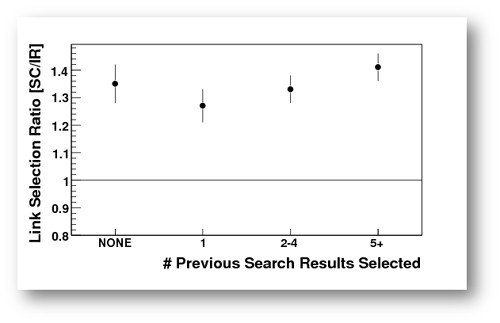 Link Selection Ratio [SC/IR]
1.4
1.3
1.2
1.1
1
0.9
0.8
NONE 1 2-4 5+
# Previous Search Results Selected